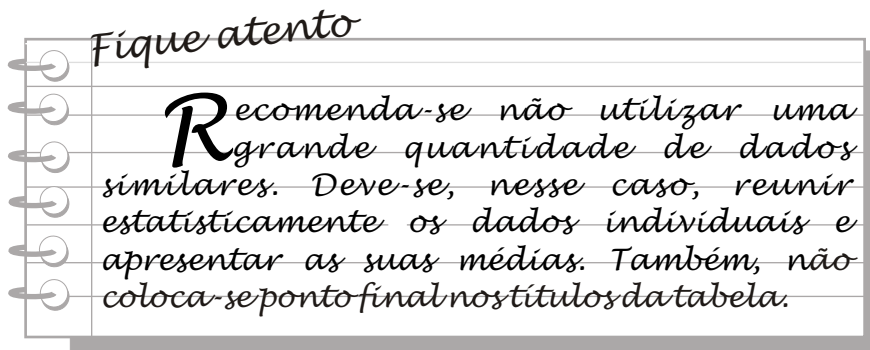 Fique atento
Recomenda-se não utilizar uma
grande quantidade de dados
similares. Deve-se, nesse caso, reunir
estatisticamente os dados individuais e
apresentar as suas médias. Também, não
coloca-se ponto final nos títulos da tabela.